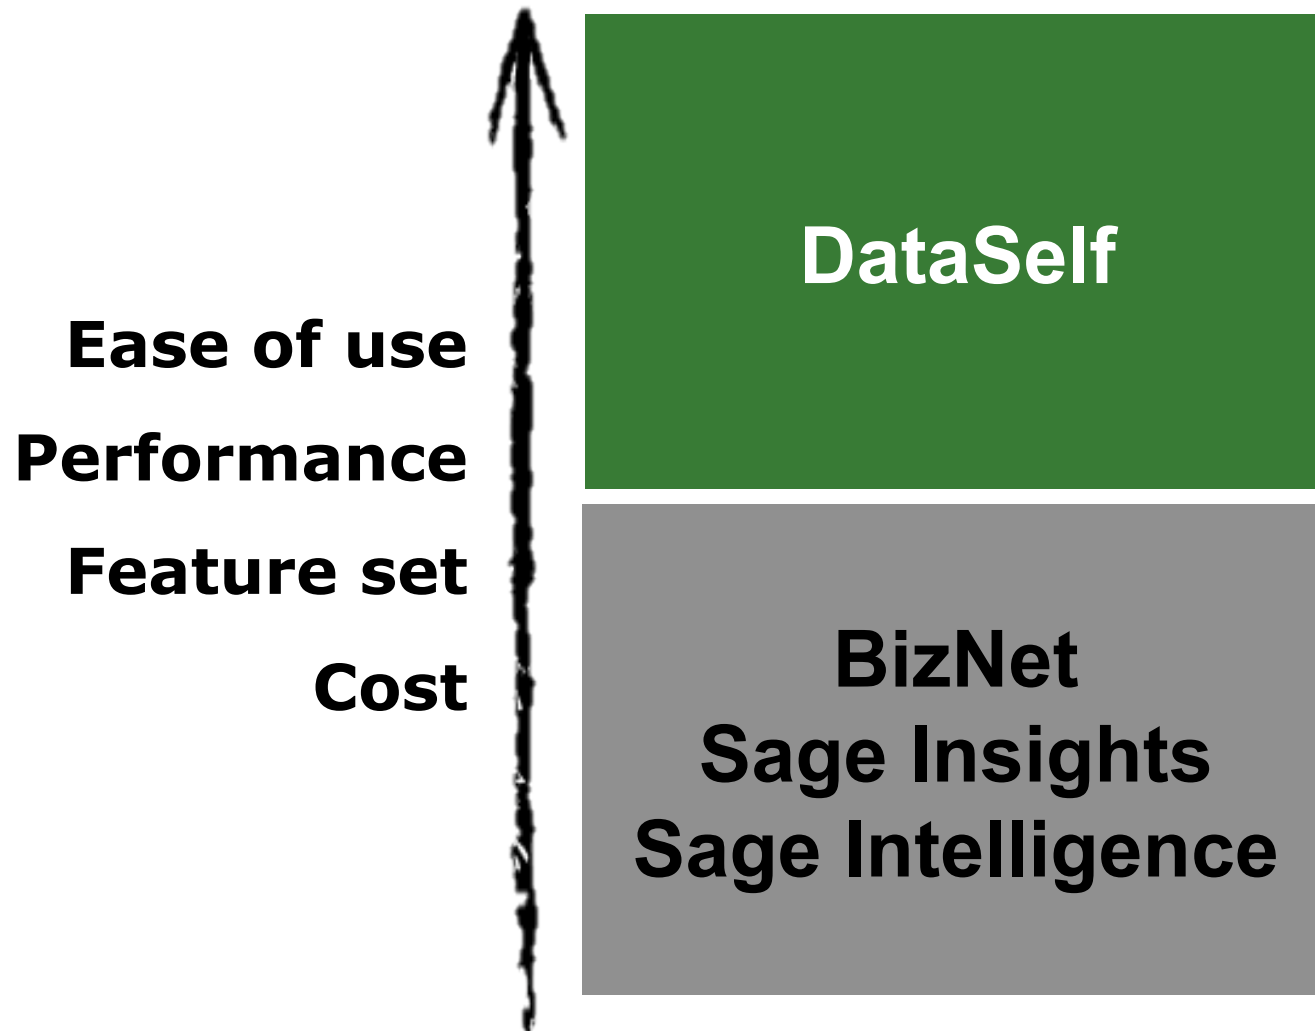 Ease of use
Performance
Feature set
Cost
DataSelf
BizNet
Sage Insights
Sage Intelligence